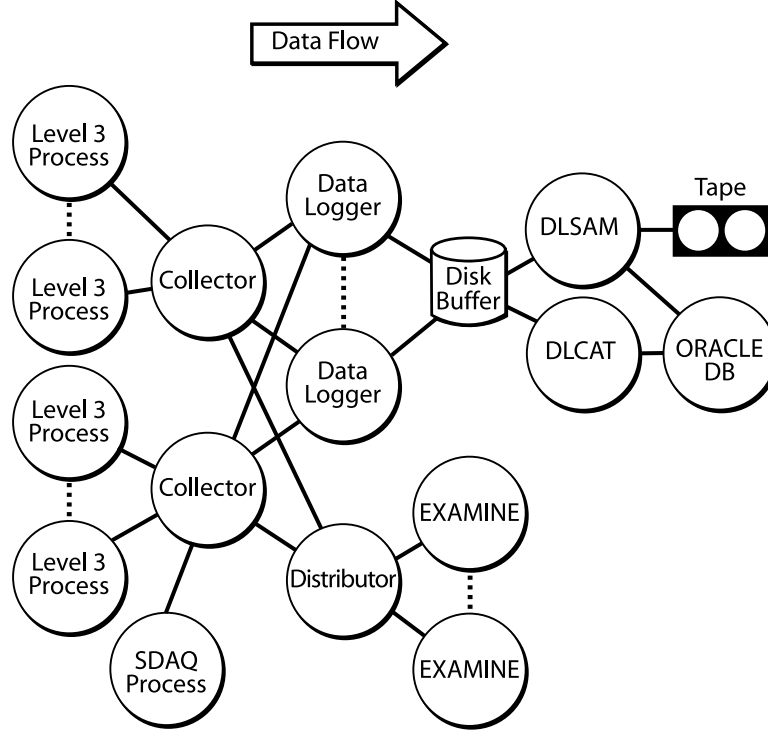 Data Flow
Level 3
Process
Level 3
Process
Level 3
Process
Level 3
Process
Collector
Collector
SDAQ
Process
Data
Logger
Data
Logger
Distributor
Disk
Buffer
EXAMINE
EXAMINE
DLSAM
DLCAT
Tape
ORACLE
DB